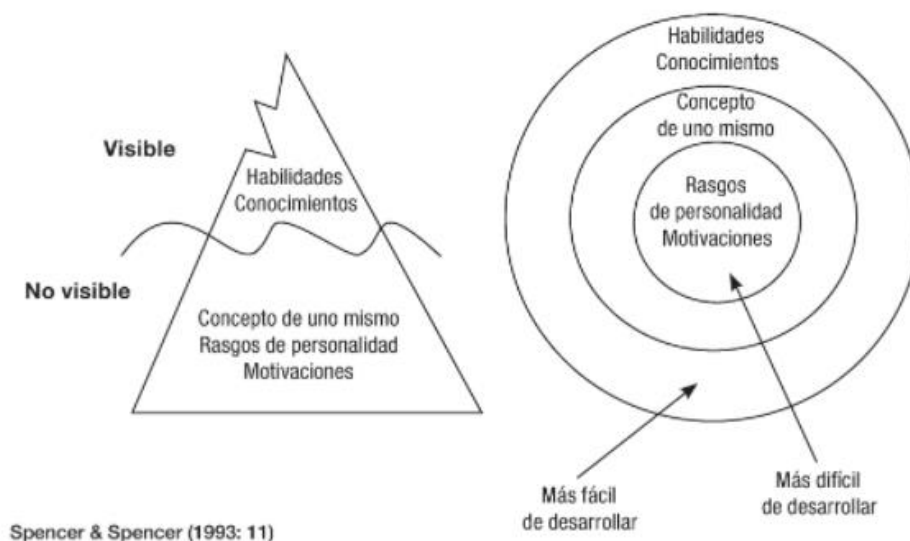 Visible
Habilidades
Conocimientos
No visible
Concepto de uno mismo
Rasgos de personalidad
Motivaciones
Habilidades
Conocimientos
Concepto
de uno mismo
Rasgos
de personalidad
Motivaciones
Más fácil
de desarrollar
Más difícil
de desarrollar
Spencer & Spencer (1993: 11)